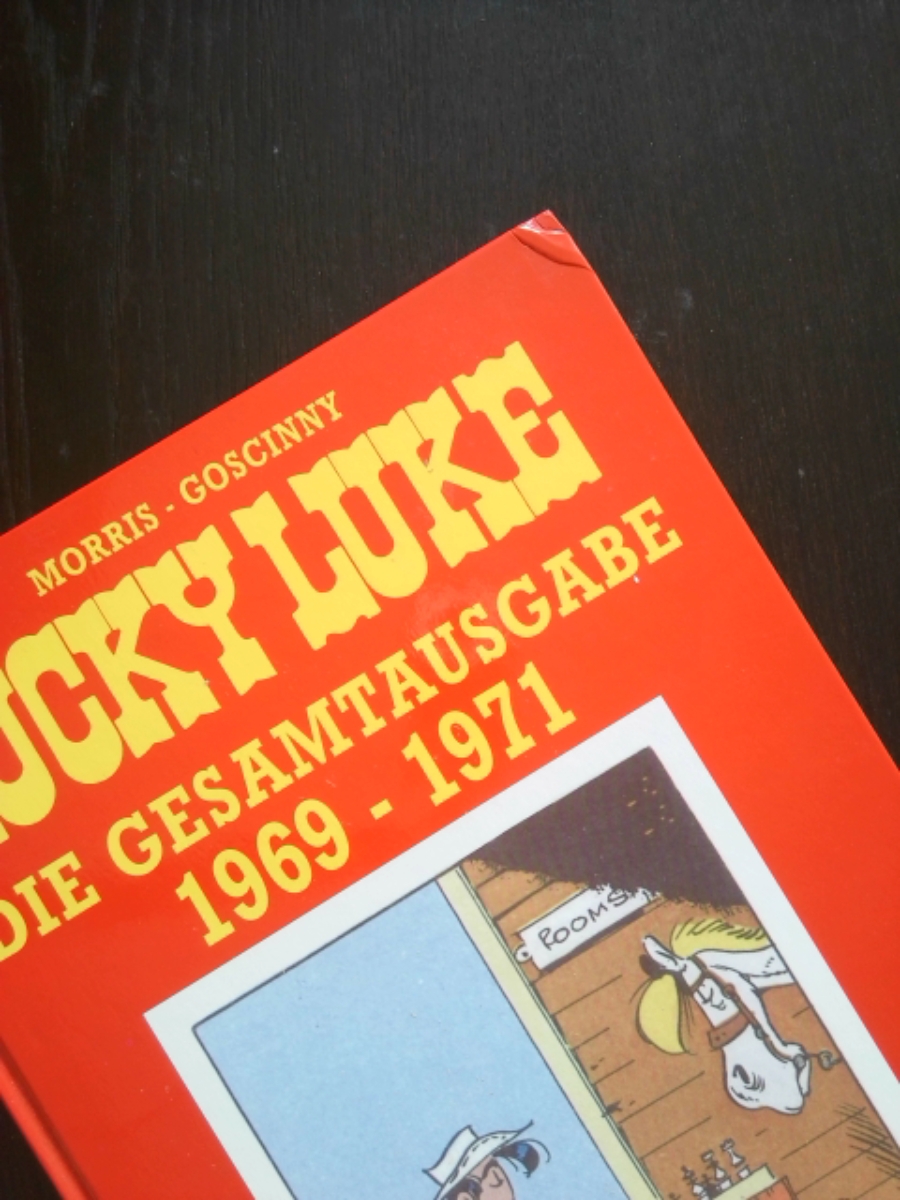 MORRIS - GOSCINNY
UCKY LUKE
DIE GESAMTAUSGABE
1969 - 1971
ROOMS